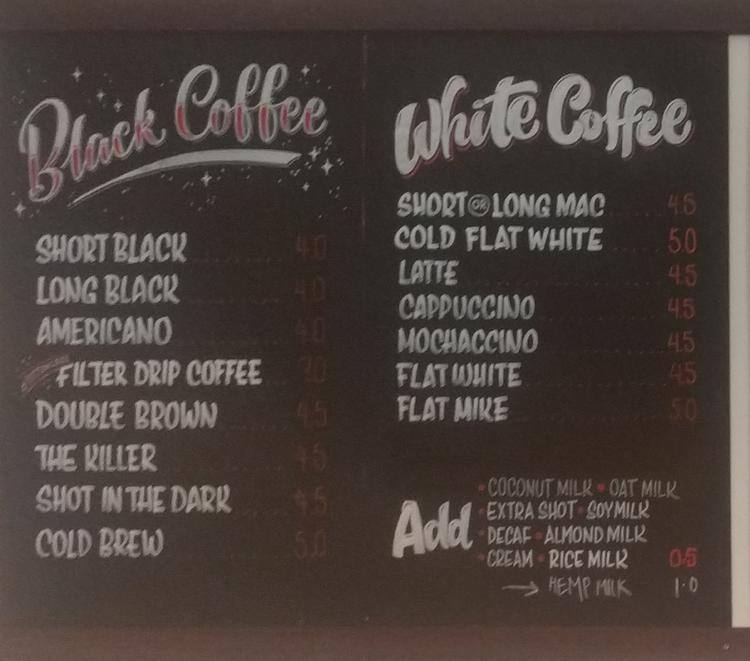 Black Coffee
SHORT BLACK 4.0
LONG BLACK 4.0
AMERICANO 4.0
FILTER DRIP COFFEE 7.0
DOUBLE BROWN 4.5
THE KILLER 4.5
SHOT IN THE DARK 4.5
COLD BREW 5.0
White Coffee
SHORT OR LONG MAC 4.5
COLD FLAT WHITE 5.0
LATTE 4.5
CAPPUCCINO 4.5
MOCHACCINO 4.5
FLAT WHITE 4.5
FLAT MIKE 5.0
Add
• COCONUT MILK • OAT MILK
• EXTRA SHOT • SOY MILK
• DECAF • ALMOND MILK
• CREAM • RICE MILK 0.5
→ HEMP MILK 1.0